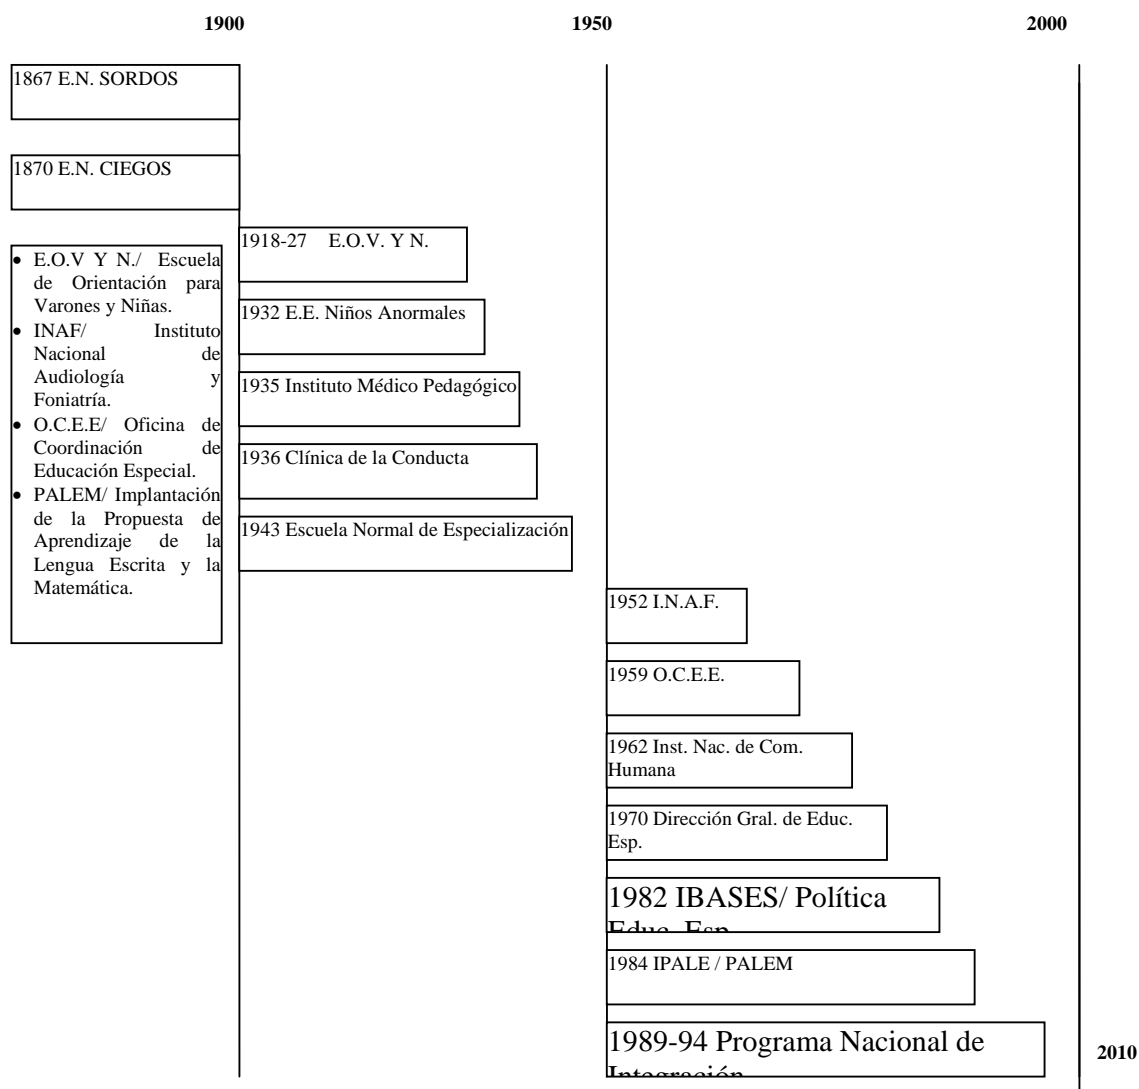 1900 1950 2000
1867 E.N. SORDOS
1870 E.N. CIEGOS
1918-27 E.O.V. Y N.
• E.O.V Y N./ Escuela
de Orientación para
Varones y Niñas.
• INAF/ Instituto
Nacional de
Audiología y
Foniatría.
• O.C.E.E/ Oficina de
Coordinación de
Educación Especial.
• PALEM/ Implantación
de la Propuesta de
Aprendizaje de la
Lengua Escrita y la
Matemática.
1932 E.E. Niños Anormales
1935 Instituto Médico Pedagógico
1936 Clínica de la Conducta
1943 Escuela Normal de Especialización
1952 I.N.A.F.
1959 O.C.E.E.
1962 Inst. Nac. de Com.
Humana
1970 Dirección Gral. de Educ.
Esp.
1982 IBASES/ Política
Educ. Esp.
1984 IPALE / PALEM
1989-94 Programa Nacional de
Integración
2010